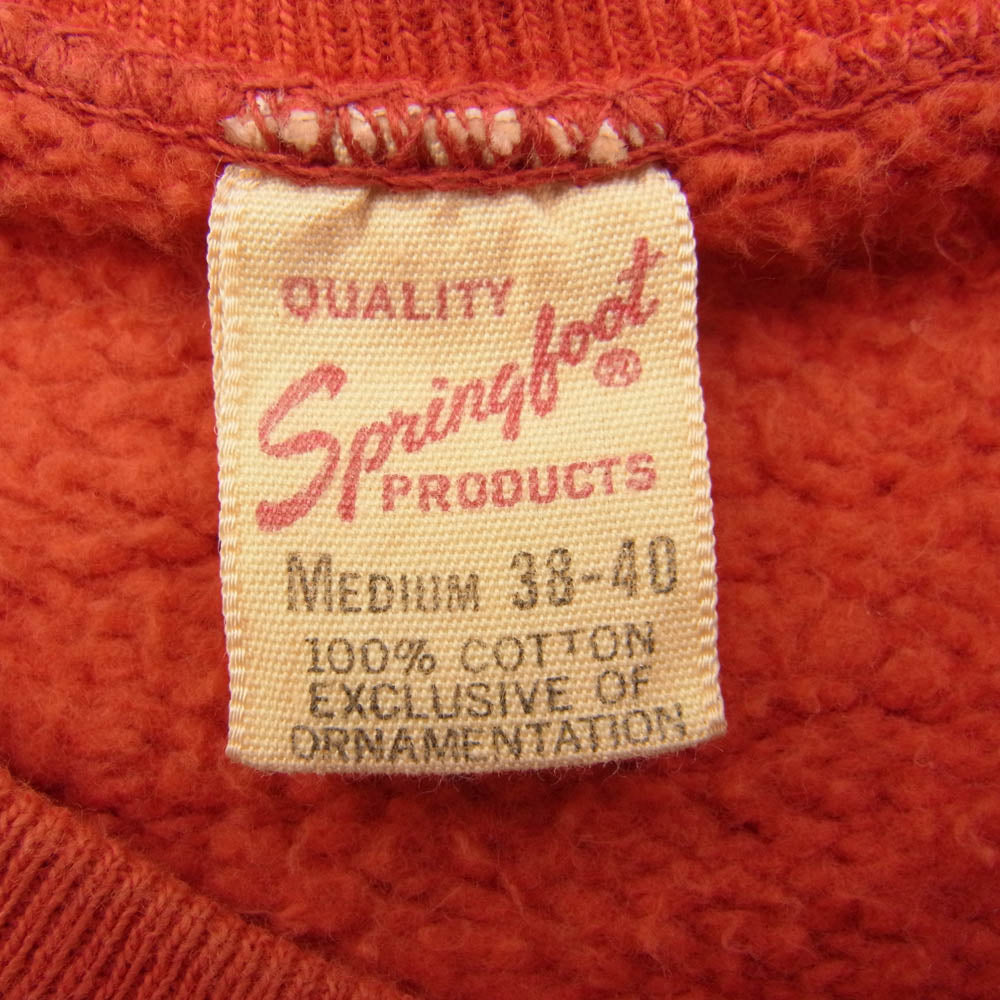 QUALITY
Springfoot ®
PRODUCTS
MEDIUM 38-40
100% COTTON
EXCLUSIVE OF
ORNAMENTATION